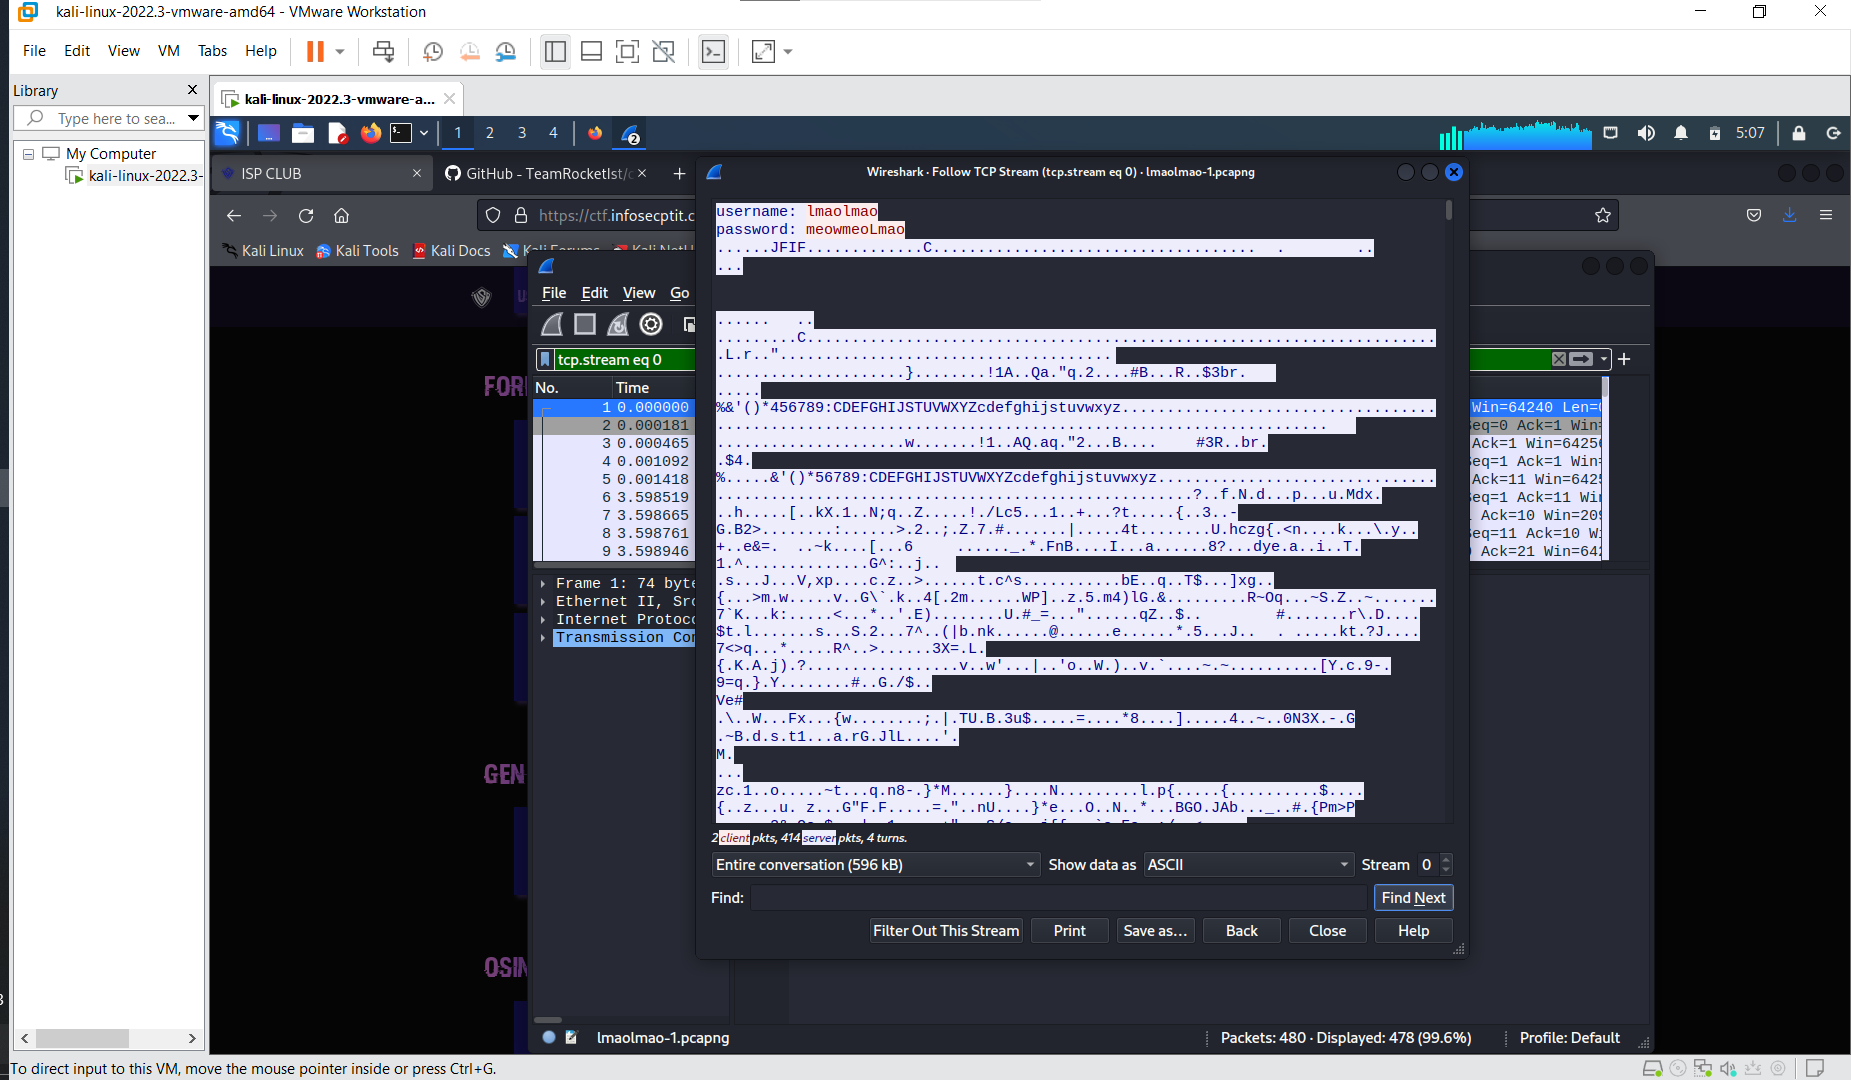 kali-linux-2022.3-vmware-amd64 - VMware Workstation
File Edit View VM Tabs Help
Library
Type here to sea...
My Computer
kali-linux-2022.3-
kali-linux-2022.3-vmware-a...
1 2 3 4
2
5:07
ISP CLUB
GitHub - TeamRocketIst/c
https://ctf.infosecptit.c
Kali Linux Kali Tools Kali Docs Kali Forums Kali NetH
Wireshark · Follow TCP Stream (tcp.stream eq 0) · lmaolmao-1.pcapng
username: lmaolmao
password: meowmeoLmao
......JFIF.............C.................................... . ..
...
...... ..
.........C......................................................................
.L.r..".....................................
.....................}........!1A..Qa."q.2....#B...R..$3br.
.....
%&'()*456789:CDEFGHIJSTUVWXYZcdefghijstuvwxyz...................................
....................................................................
.....................w.......!1..AQ.aq."2...B.... #3R..br.
.$4.
%.....&'()*56789:CDEFGHIJSTUVWXYZcdefghijstuvwxyz...............................
.....................................................?..f.N.d...p...u.Mdx.
..h.....[..kX.1..N;q..Z.....!./Lc5...1..+...?t.....{..3..-
G.B2>........:......>.2..;.Z.7.#.......|.....4t........U.hczg{.<n....k...\.y..
+..e&=. ..~k....[...6 ......_.*.FnB....I...a......8?...dye.a..i..T.
1.^..............G^:..j..
.s...J...V,xp....c.z..>......t.c^s...........bE..q..T$...]xg..
{...>m.w.....v..G\`.k..4[.2m......WP]..z.5.m4)lG.&.........R~Oq...~S.Z..~.......
7`K...k:.....<...*..'.E).......U.#_=..."......qZ..$.. #.......r\.D....
$t.l.......s...S.2...7^..(|b.nk......@......e......*.5...J.. . .....kt.?J....
7<>q...*.....R^..>......3X=.L.
{.K.A.j).?.................v..w'...|..'o..W.)..v.`....~.~..........[Y.c.9-.
9=q.}.Y........#..G./$..
Ve#
.\..W...Fx...{w........;.|.TU.B.3u$.....=....*8....].....4..~..0N3X.-.G
.~B.d.s.t1...a.rG.JlL....'.
M.
...
zc.1..o.....~t...q.n8-.}*M......}....N.........l.p{.....{..........$....
{..z...u. z...G"F.F.....=."..nU....}*e...O..N..*...BGO.JAb..._..#.{Pm>P
2 client pkts, 414 server pkts, 4 turns.
Entire conversation (596 kB) Show data as ASCII Stream 0
Find: Find Next
Filter Out This Stream Print Save as... Back Close Help
File Edit View Go
tcp.stream eq 0
No. Time
1 0.000000 Win=64240 Len=
2 0.000181 Seq=0 Ack=1 Win=
3 0.000465 Ack=1 Win=6425
4 0.001092 Seq=1 Ack=1 Win=
5 0.001418 Ack=11 Win=642
6 3.598519 Seq=1 Ack=11 Wi
7 3.598665 Ack=10 Win=209
8 3.598761 Seq=11 Ack=10 W
9 3.598946 Ack=21 Win=642
Frame 1: 74 byte
Ethernet II, Src
Internet Protoco
Transmission Con
FOR
GEN
OSIN
lmaolmao-1.pcapng
Packets: 480 · Displayed: 478 (99.6%)
Profile: Default
To direct input to this VM, move the mouse pointer inside or press Ctrl+G.